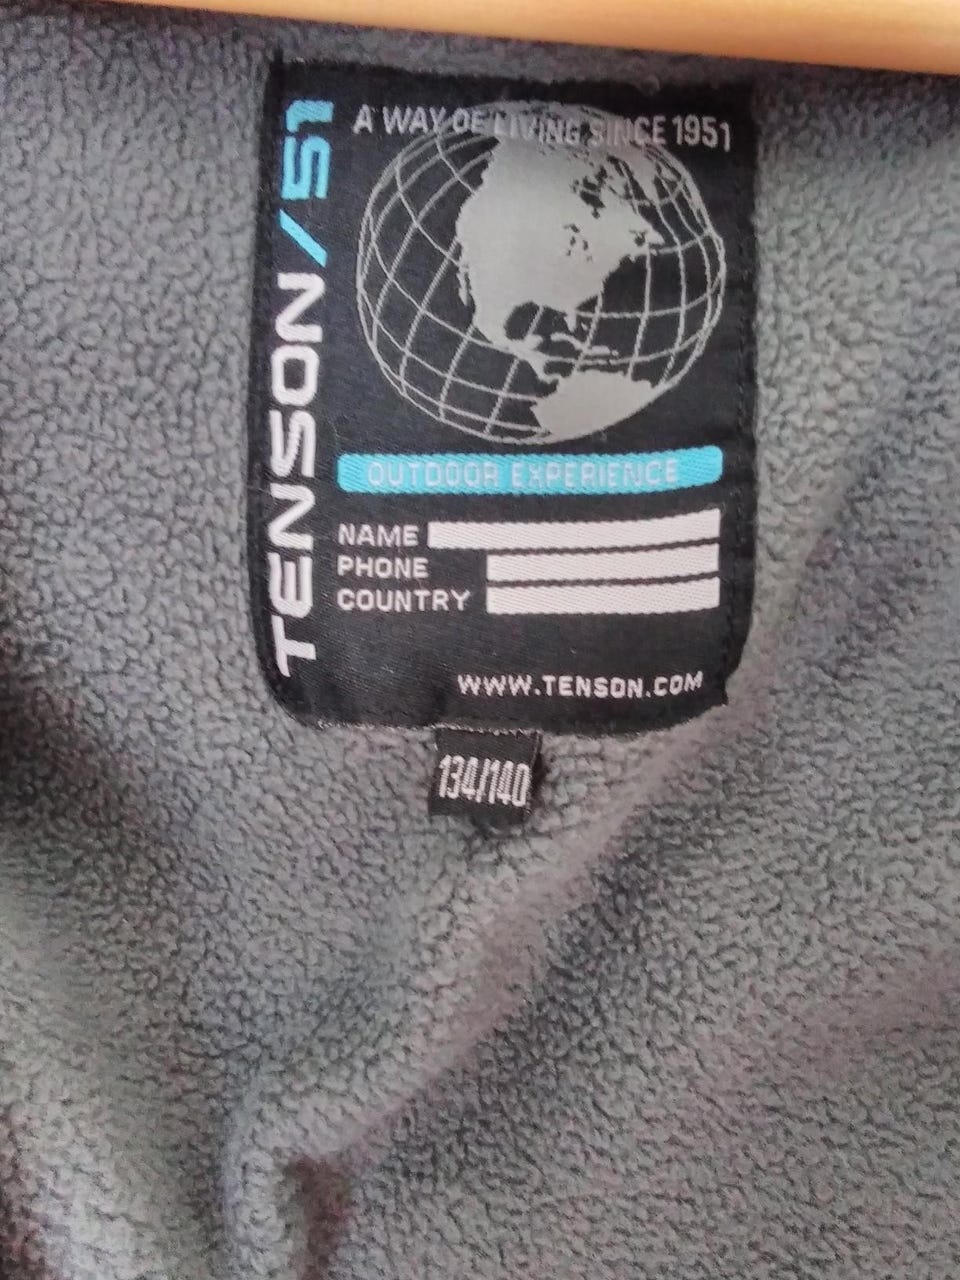 TENSON/51
A WAY OF LIVING SINCE 1951
OUTDOOR EXPERIENCE
NAME
PHONE
COUNTRY
WWW.TENSON.COM
134/140